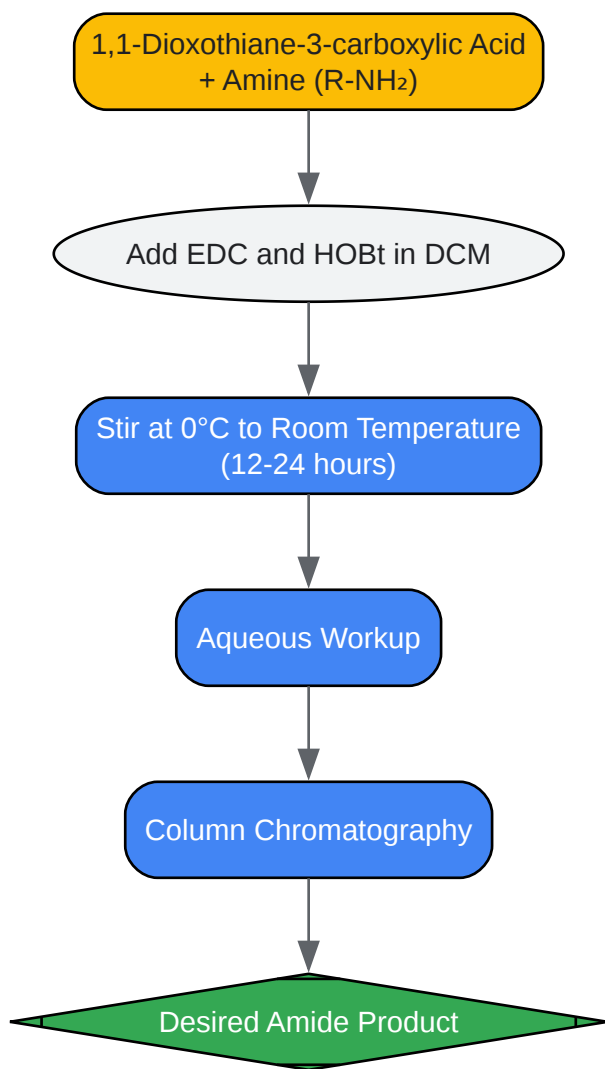 1,1-Dioxothiane-3-carboxylic Acid
+ Amine (R-NH₂)
Add EDC and HOBt in DCM
Stir at 0°C to Room Temperature
(12-24 hours)
Aqueous Workup
Column Chromatography
Desired Amide Product